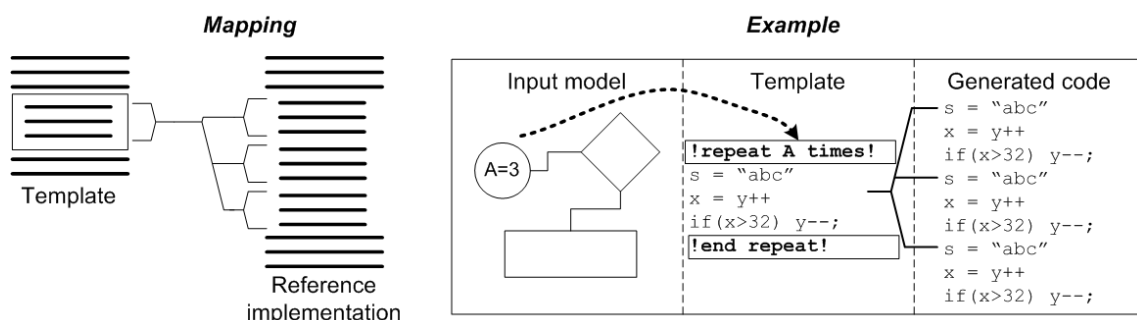 Mapping
Template
Reference
implementation
Example
Input model
A=3
Template
!repeat A times!
s = “abc”
x = y++
if(x>32) y--;
!end repeat!
Generated code
s = “abc”
x = y++
if(x>32) y--;
s = “abc”
x = y++
if(x>32) y--;
s = “abc”
x = y++
if(x>32) y--;